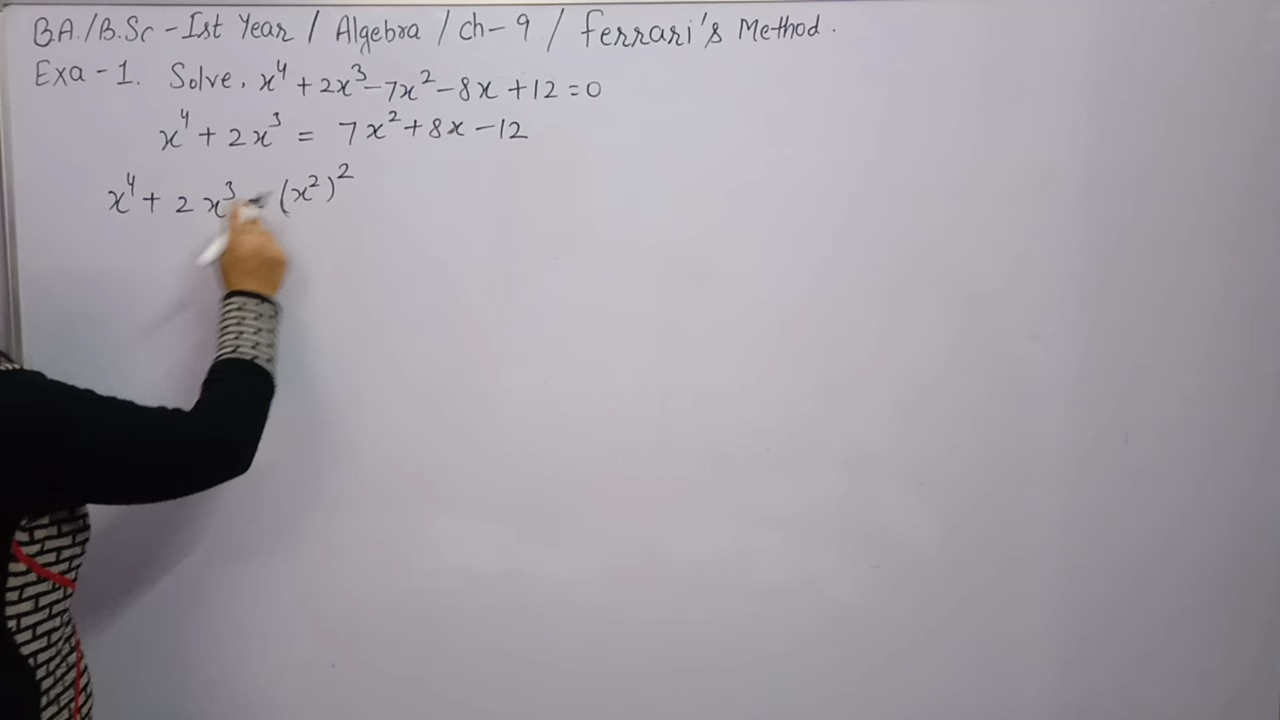 B.A./B.Sc - Ist Year / Algebra / ch - 9 / Ferrari's Method.
Exa - 1. Solve, x⁴ + 2x³ - 7x² - 8x + 12 = 0
x⁴ + 2x³ = 7x² + 8x - 12
x⁴ + 2x³ = (x²)²